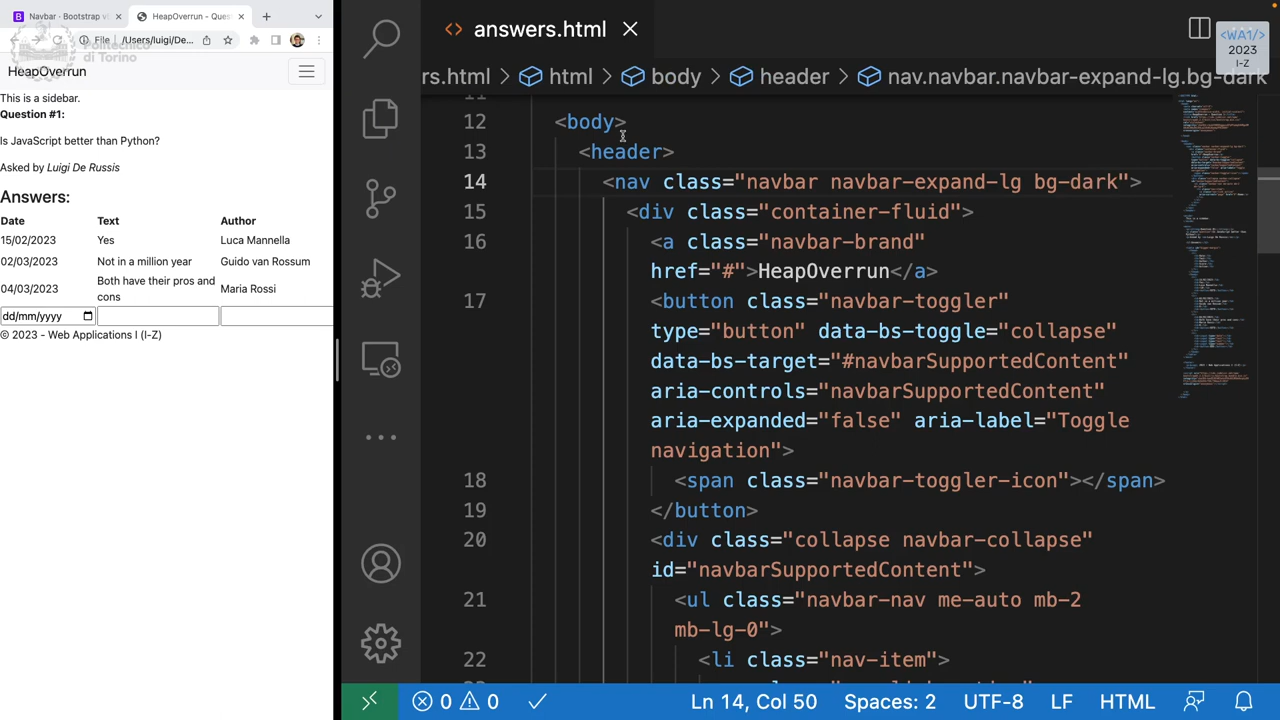 Navbar · Bootstrap v
HeapOverrun - Ques
File
/Users/luigi/De...
Politecnico
di Torino
HeapOverrun
This is a sidebar.
Question #1:
Is JavaScript better than Python?
Asked by Luigi De Russis
Answers:
Date Text Author
15/02/2023 Yes Luca Mannella
02/03/2023 Not in a million year Guido van Rossum
04/03/2023 Both have their pros and cons Maria Rossi
dd/mm/yyyy
© 2023 - Web Applications I (I-Z)
answers.html
<WA1/>
2023
I-Z
rs.html > html > body > header > nav.navbar.navbar-expand-lg.bg-dark
11
12 <body>
13 <header>
14 <nav class="navbar navbar-expand-lg bg-dark">
15 <div class="container-fluid">
16 <a class="navbar-brand"
href="#">HeapOverrun</a>
17 <button class="navbar-toggler"
type="button" data-bs-toggle="collapse"
data-bs-target="#navbarSupportedContent"
aria-controls="navbarSupportedContent"
aria-expanded="false" aria-label="Toggle
navigation">
18 <span class="navbar-toggler-icon"></span>
19 </button>
20 <div class="collapse navbar-collapse"
id="navbarSupportedContent">
21 <ul class="navbar-nav me-auto mb-2
mb-lg-0">
22 <li class="nav-item">
0 0
Ln 14, Col 50 Spaces: 2 UTF-8 LF HTML